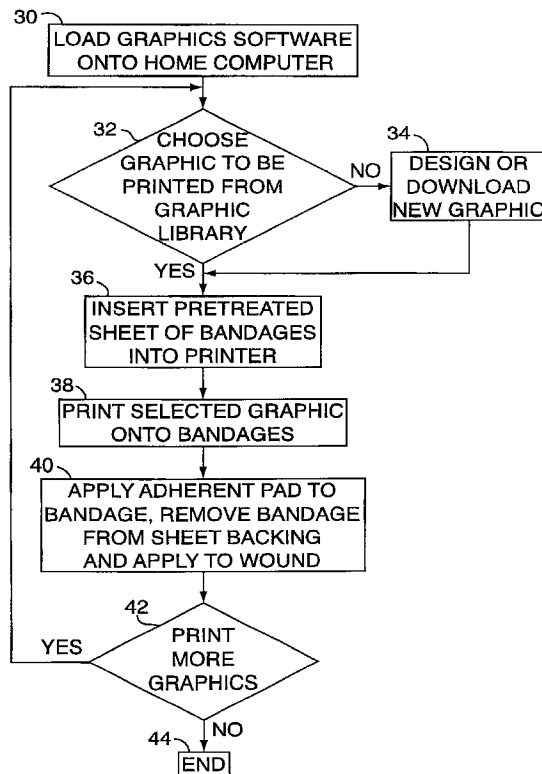 30
LOAD GRAPHICS SOFTWARE
ONTO HOME COMPUTER
32
CHOOSE
GRAPHIC TO BE
PRINTED FROM
GRAPHIC
LIBRARY
NO
34
DESIGN OR
DOWNLOAD
NEW GRAPHIC
YES
36
INSERT PRETREATED
SHEET OF BANDAGES
INTO PRINTER
38
PRINT SELECTED GRAPHIC
ONTO BANDAGES
40
APPLY ADHERENT PAD TO
BANDAGE, REMOVE BANDAGE
FROM SHEET BACKING
AND APPLY TO WOUND
42
YES
PRINT
MORE
GRAPHICS
NO
44
END